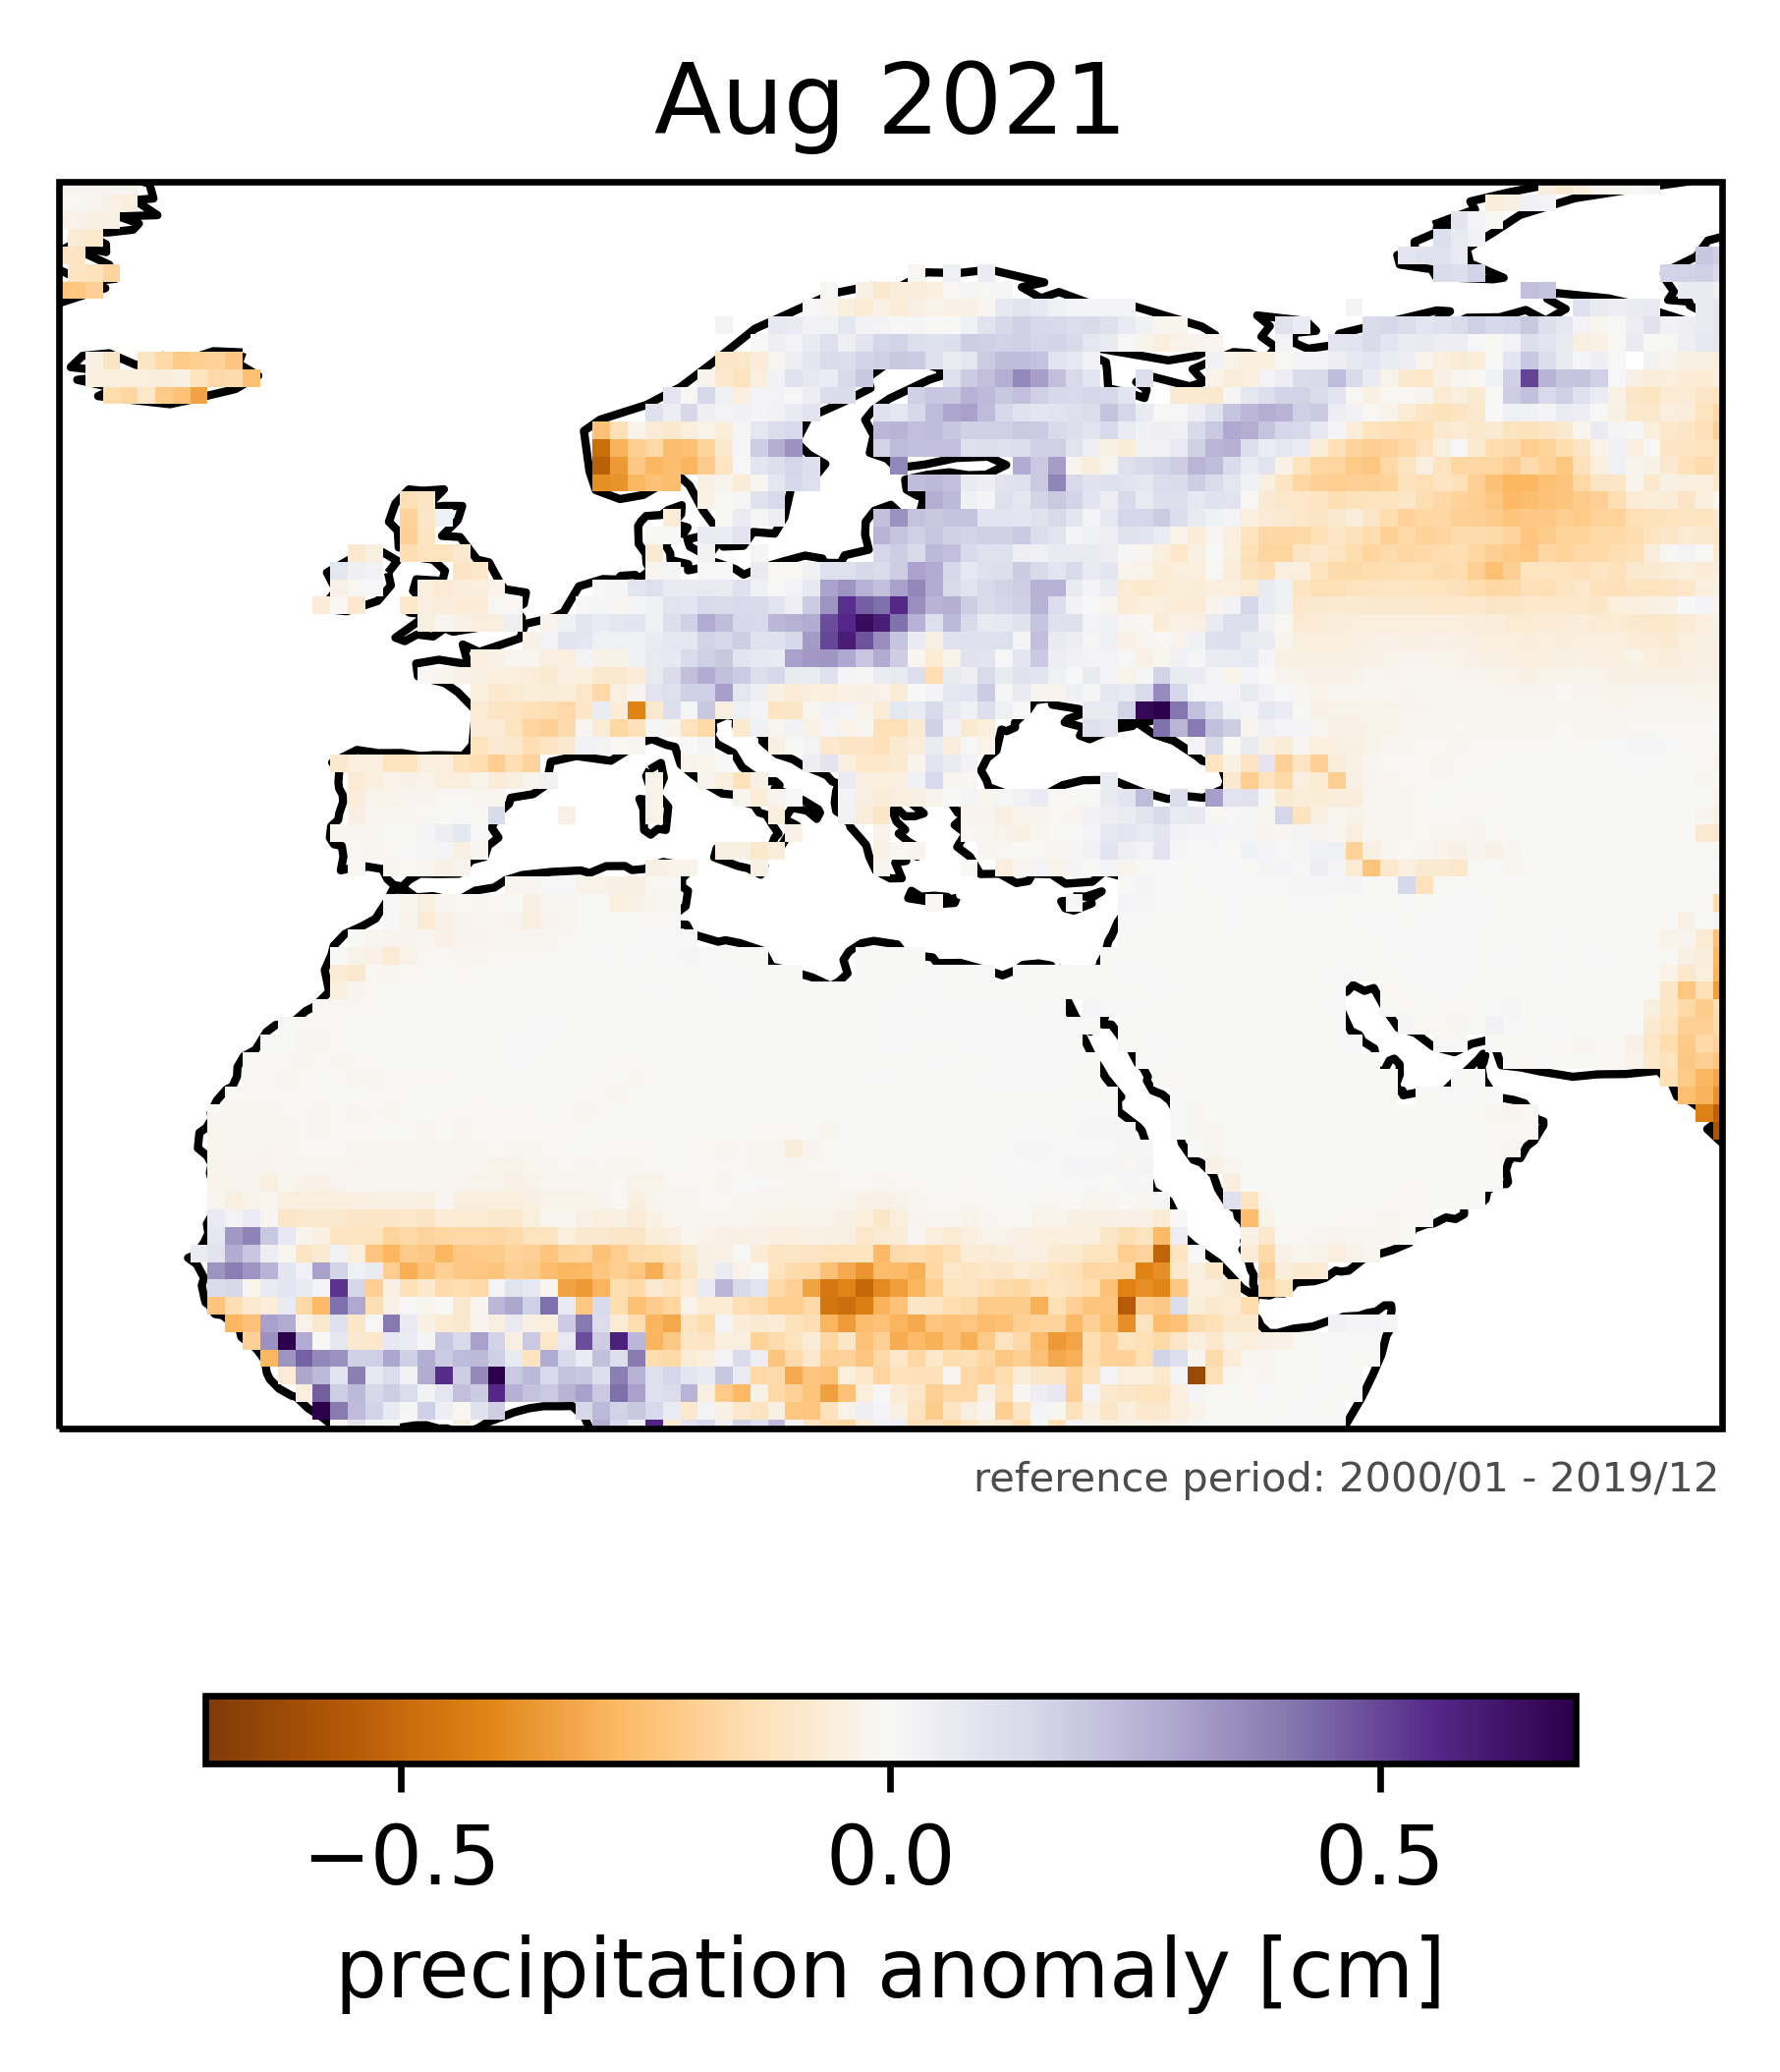 Aug 2021
reference period: 2000/01 - 2019/12
−0.5 0.0 0.5
precipitation anomaly [cm]